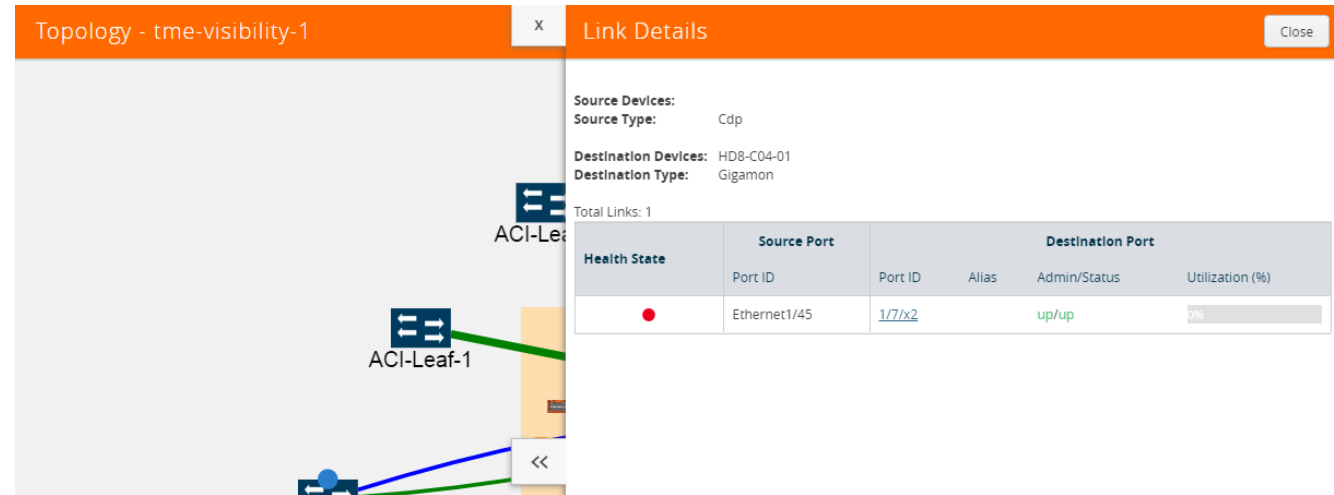 Topology - tme-visibility-1
x
ACI-Lea
ACI-Leaf-1
<<
Link Details
Close
Source Devices:
Source Type: Cdp
Destination Devices: HD8-C04-01
Destination Type: Gigamon
Total Links: 1
Health State Source Port Destination Port
Port ID Port ID Alias Admin/Status Utilization (%)
Ethernet1/45 1/7/x2 up/up 0%